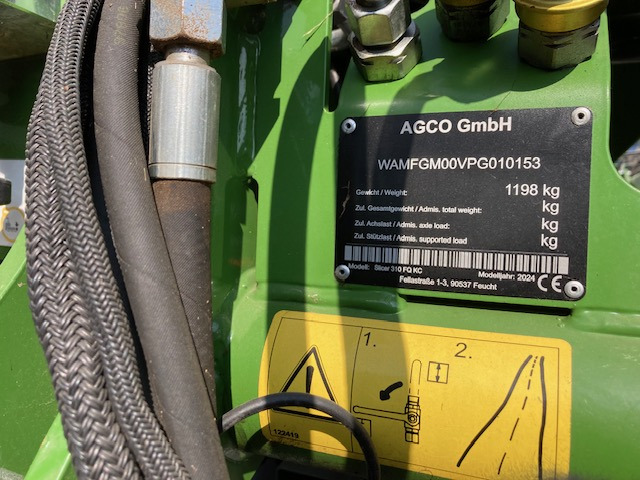 AGCO GmbH
WAMFGM00VPG010153
Gewicht / Weight: 1198 kg
Zul. Gesamtgewicht / Admis. total weight: kg
Zul. Achslast / Admis. axle load: kg
Zul. Stützlast / Admis. supported load kg
Modell: Slicer 310 FQ KC Modelljahr: 2024 CE
Fellastraße 1-3, 90537 Feucht
1. 2.
122419